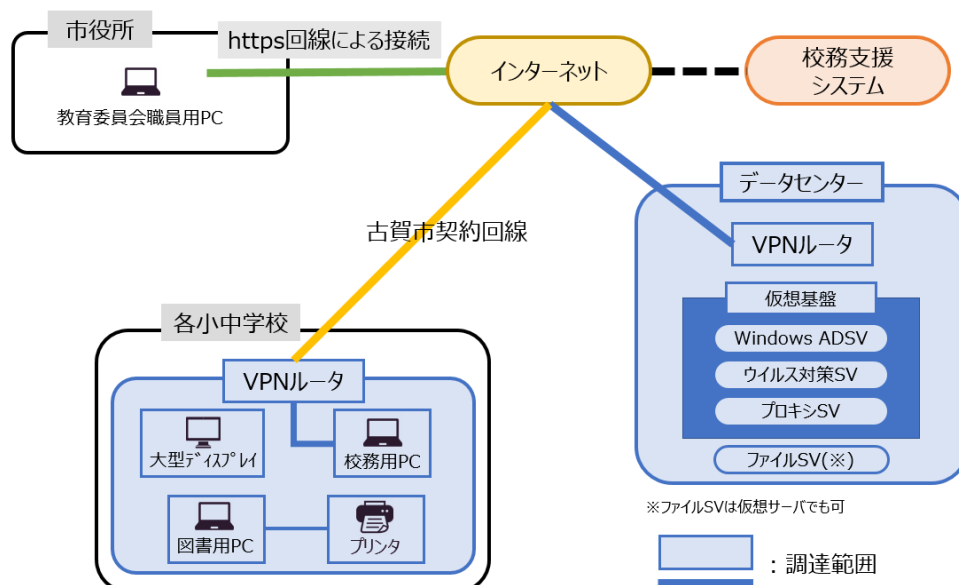 市役所
https回線による接続
教育委員会職員用PC
インターネット
校務支援
システム
データセンター
VPNルータ
仮想基盤
Windows ADSV
ウイルス対策SV
プロキシSV
ファイルSV(※)
※ファイルSVは仮想サーバでも可
古賀市契約回線
各小中学校
VPNルータ
大型ディスプレイ
校務用PC
図書用PC
プリンタ
：調達範囲